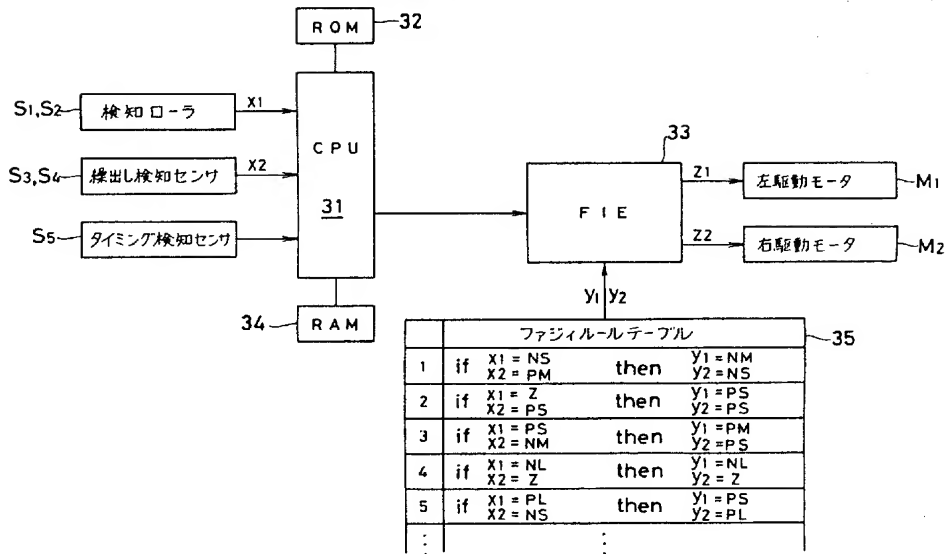 ROM
32
S1,S2
検知ローラ
X1
CPU
31
S3,S4
繰出し検知センサ
X2
S5
タイミング検知センサ
34
RAM
33
FIE
Z1
左駆動モータ
M1
Z2
右駆動モータ
M2
y1 y2
ファジィルールテーブル
35
1 if X1 = NS X2 = PM then y1 = NM y2 = NS
2 if X1 = Z X2 = PS then y1 = PS y2 = PS
3 if X1 = PS X2 = NM then y1 = PM y2 = PS
4 if X1 = NL X2 = Z then y1 = NL y2 = Z
5 if X1 = PL X2 = NS then y1 = PS y2 = PL